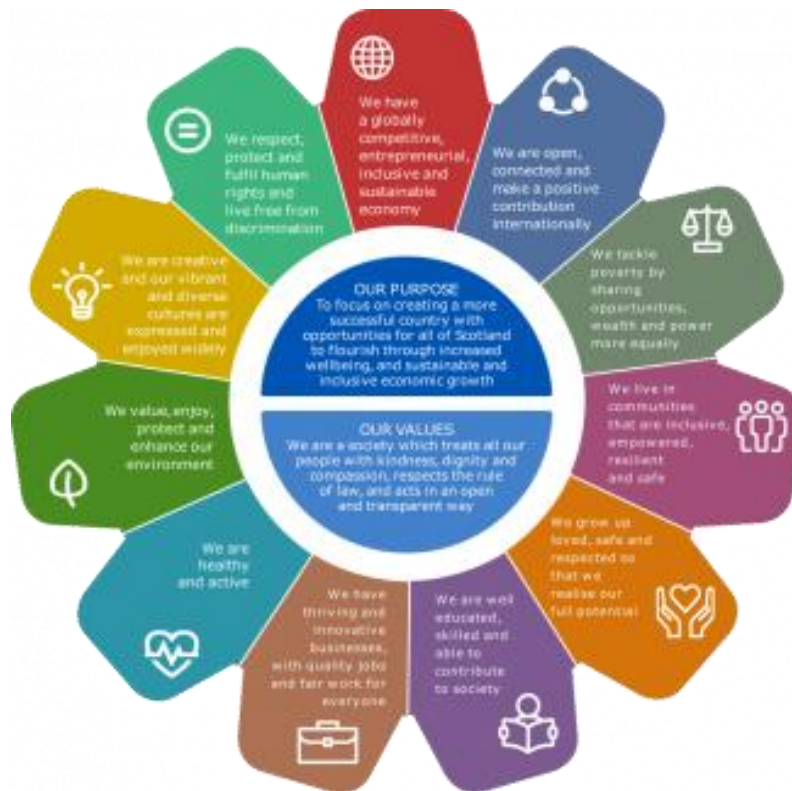 We have
a globally
competitive,
entrepreneurial,
inclusive and
sustainable
economy
We are open,
connected and
make a positive
contribution
internationally
We tackle
poverty by
sharing
opportunities,
wealth and power
more equally
We live in
communities
that are inclusive,
empowered,
resilient
and safe
We grow up
loved, safe and
respected so
that we
realise our
full potential
We are well
educated,
skilled and
able to
contribute
to society
We have
thriving and
innovative
businesses,
with quality jobs
and fair work for
everyone
We are
healthy
and active
We value, enjoy,
protect and
enhance our
environment
We are creative
and our vibrant
and diverse
cultures are
expressed and
enjoyed widely
We respect,
protect and
fulfil human
rights and
live free from
discrimination
OUR PURPOSE
To focus on creating a more
successful country with
opportunities for all of Scotland
to flourish through increased
wellbeing, and sustainable and
inclusive economic growth
OUR VALUES
We are a society which treats all our
people with kindness, dignity and
compassion, respects the rule
of law, and acts in an open
and transparent way